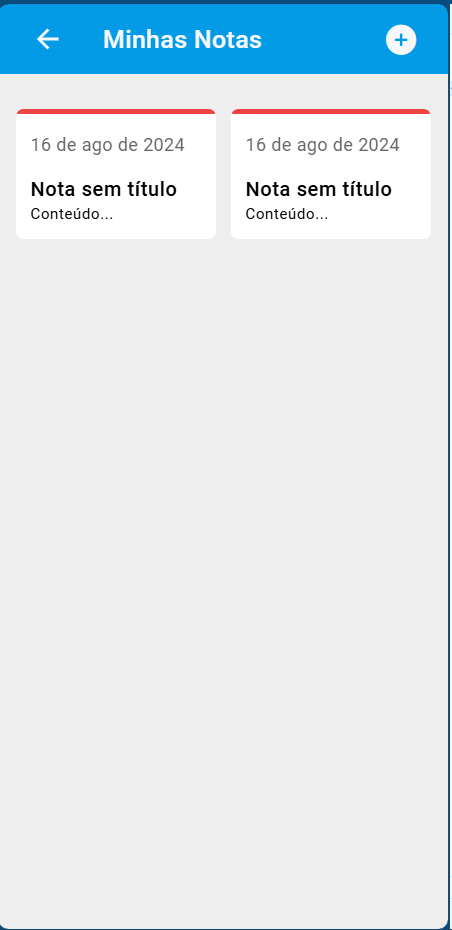 Minhas Notas
16 de ago de 2024
Nota sem título
Conteúdo...
16 de ago de 2024
Nota sem título
Conteúdo...